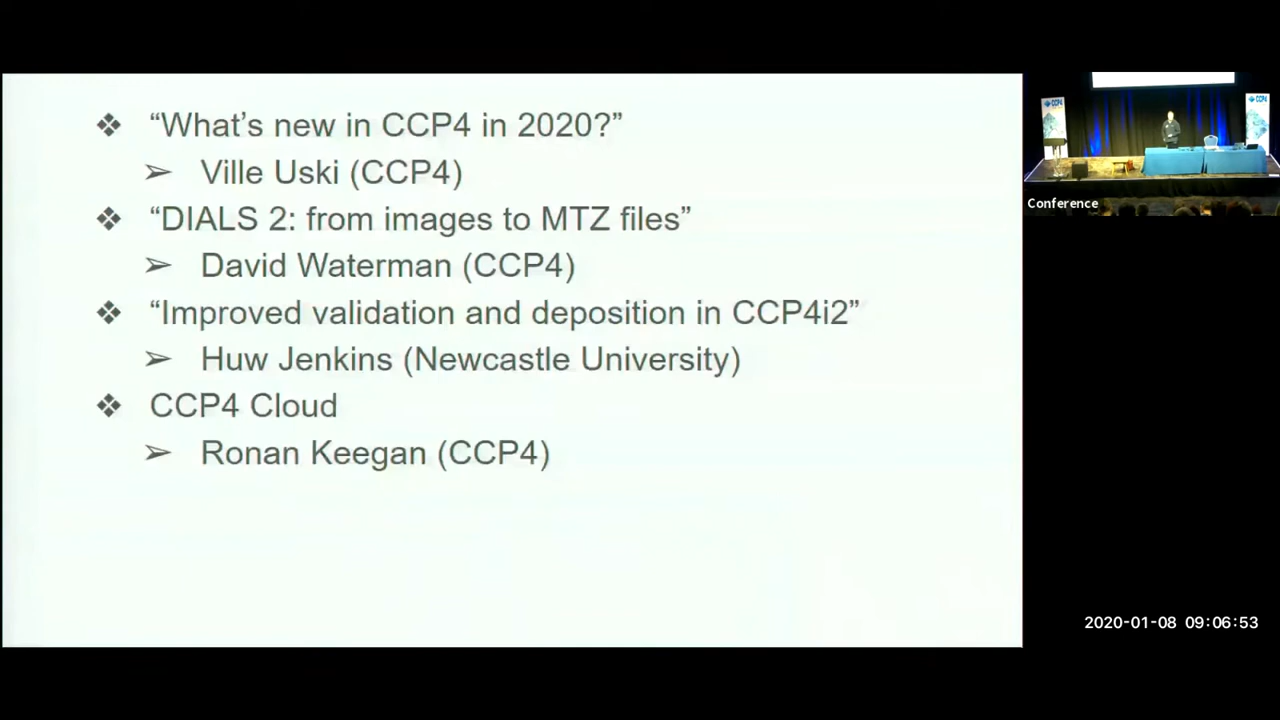 ❖ “What’s new in CCP4 in 2020?”
➢ Ville Uski (CCP4)
❖ “DIALS 2: from images to MTZ files”
➢ David Waterman (CCP4)
❖ “Improved validation and deposition in CCP4i2”
➢ Huw Jenkins (Newcastle University)
❖ CCP4 Cloud
➢ Ronan Keegan (CCP4)
CCP4
CCP4
Conference
2020-01-08 09:06:53